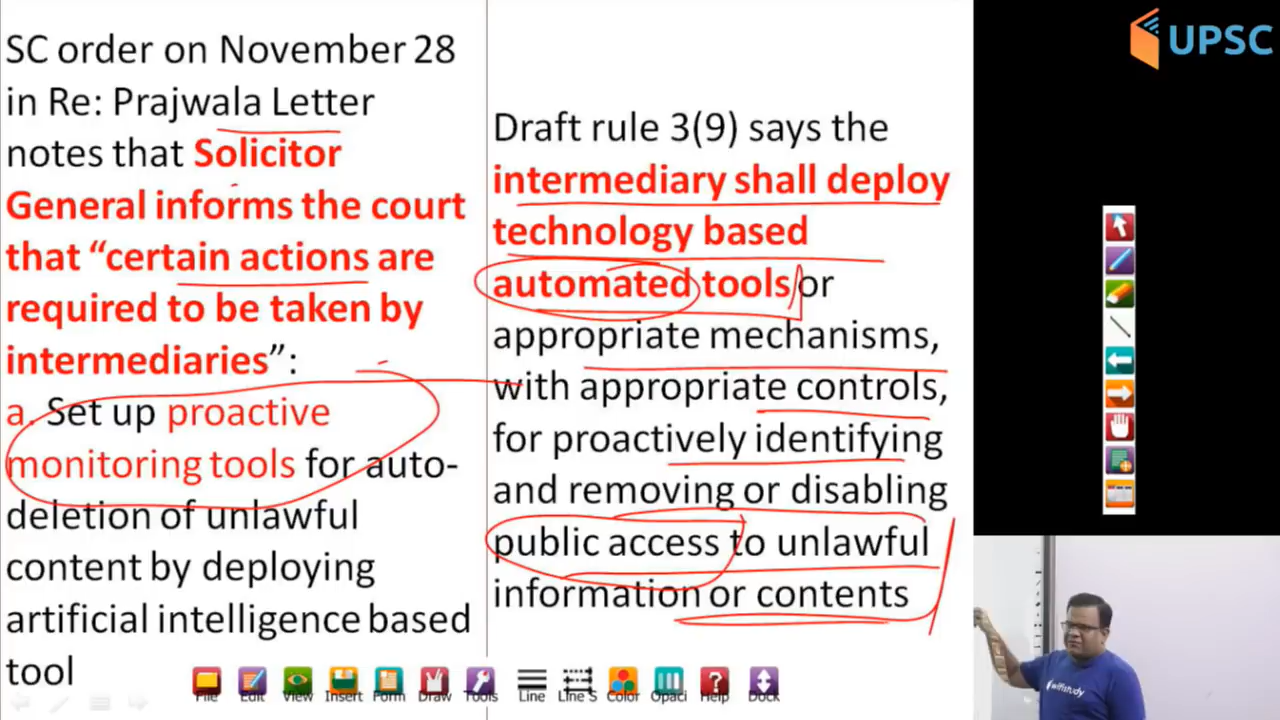 SC order on November 28
in Re: Prajwala Letter
notes that Solicitor
General informs the court
that “certain actions are
required to be taken by
intermediaries”:
a. Set up proactive
monitoring tools for auto-
deletion of unlawful
content by deploying
artificial intelligence based
tool
Draft rule 3(9) says the
intermediary shall deploy
technology based
automated tools or
appropriate mechanisms,
with appropriate controls,
for proactively identifying
and removing or disabling
public access to unlawful
information or contents
UPSC
wifistudy
File Edit View Insert Form Draw Tools Line Line S Color Opaci Help Dock